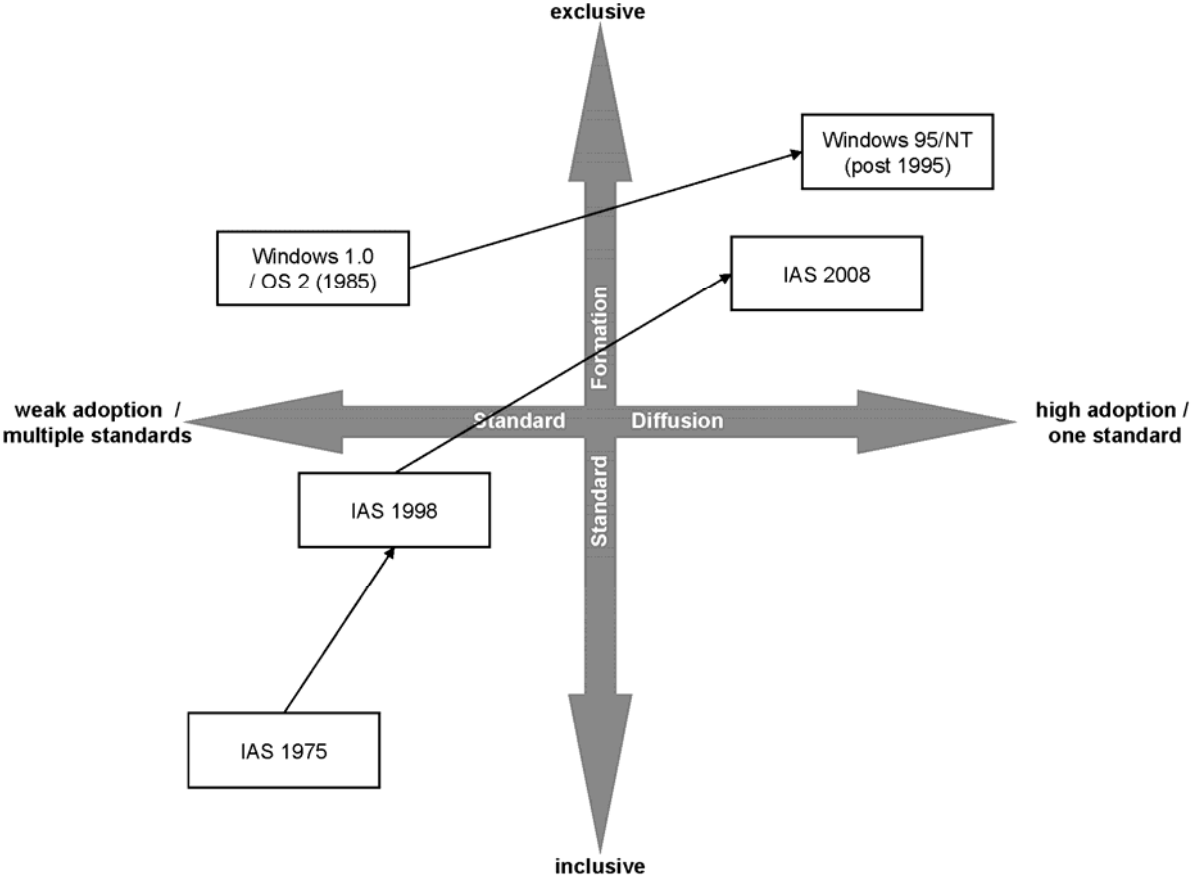 exclusive
Windows 95/NT
(post 1995)
Windows 1.0
/ OS 2 (1985)
IAS 2008
Formation
weak adoption /
multiple standards
Standard
Diffusion
high adoption /
one standard
Standard
IAS 1998
IAS 1975
inclusive